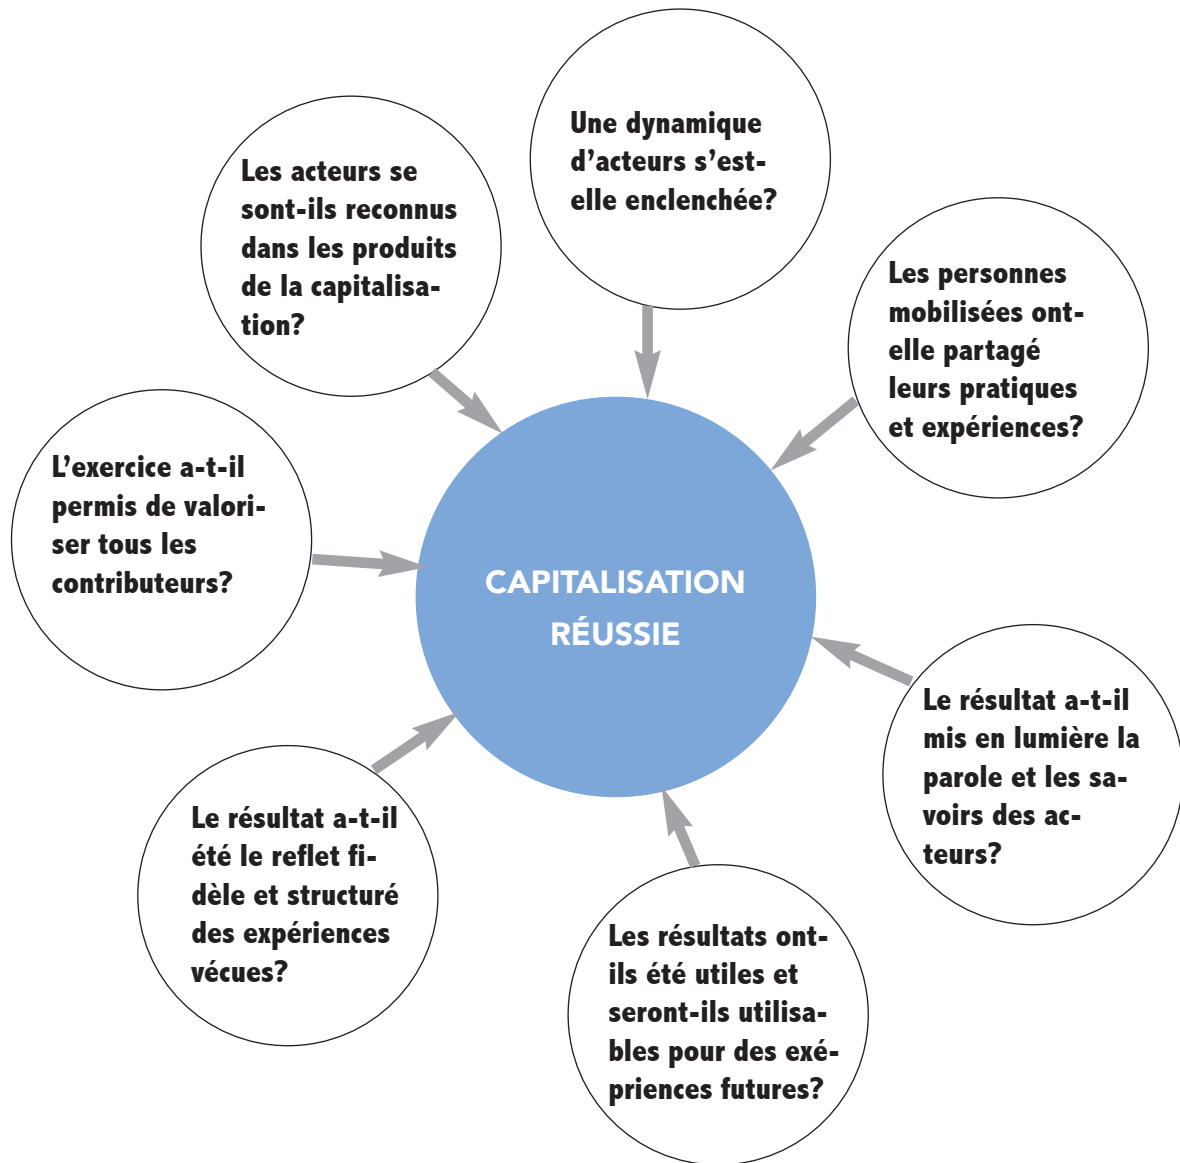 Une dynamique
d'acteurs s'est-
elle enclenchée?
Les acteurs se
sont-ils reconnus
dans les produits
de la capitalisa-
tion?
Les personnes
mobilisées ont-
elle partagé
leurs pratiques
et expériences?
L'exercice a-t-il
permis de valori-
ser tous les
contributeurs?
CAPITALISATION
RÉUSSIE
Le résultat a-t-il
mis en lumière la
parole et les sa-
voirs des ac-
teurs?
Le résultat a-t-il
été le reflet fi-
dèle et structuré
des expériences
vécues?
Les résultats ont-
ils été utiles et
seront-ils utilisa-
bles pour des exé-
priences futures?